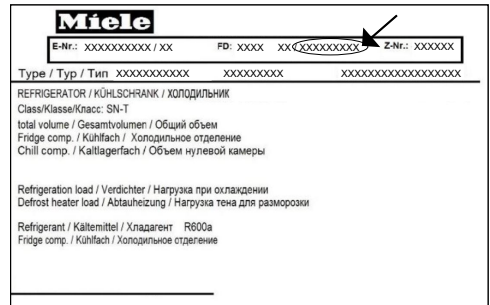 Miele
E-Nr.: XXXXXXXXXX / XX FD: XXXX XX / XXXXXXXXX Z-Nr.: XXXXXX
Type / Typ / Тип XXXXXXXXXXX XXXXXXXXX XXXXXXXXXXXXXXXXXX
REFRIGERATOR / KÜHLSCHRANK / ХОЛОДИЛЬНИК
Class/Klasse/Класс: SN-T
total volume / Gesamtvolumen / Общий объем
Fridge comp. / Kühlfach / Холодильное отделение
Chill comp. / Kaltlagerfach / Объем нулевой камеры
Refrigeration load / Verdichter / Нагрузка при охлаждении
Defrost heater load / Abtauheizung / Нагрузка тена для разморозки
Refrigerant / Kältemittel / Хладагент R600a
Fridge comp. / Kühlfach / Холодильное отделение